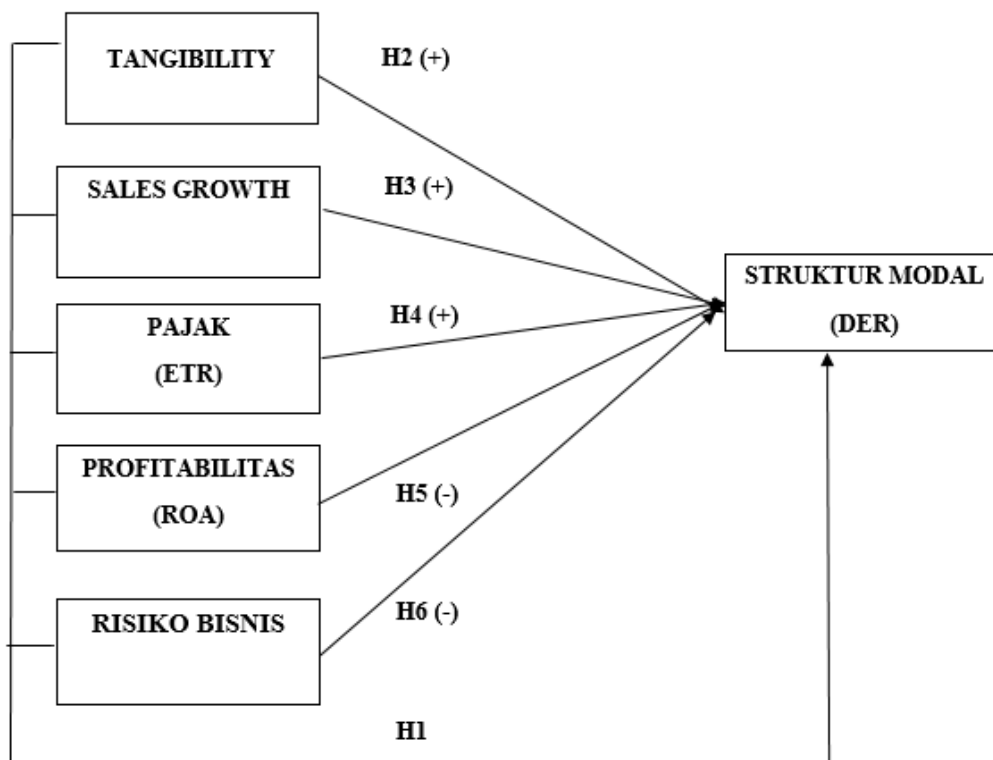 TANGIBILITY
H2 (+)
SALES GROWTH
H3 (+)
STRUKTUR MODAL
(DER)
PAJAK
(ETR)
H4 (+)
PROFITABILITAS
(ROA)
H5 (-)
RISIKO BISNIS
H6 (-)
H1